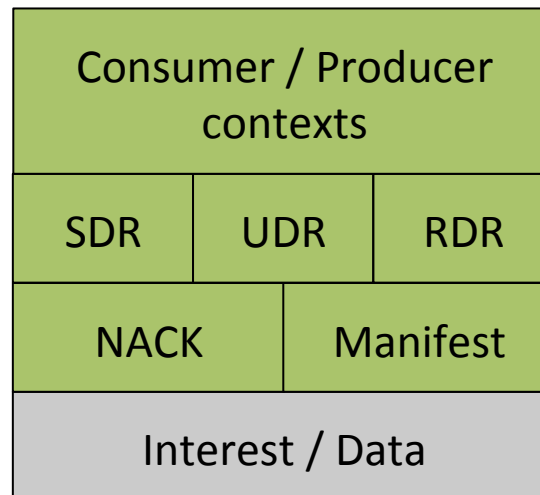 Consumer / Producer
contexts
SDR UDR RDR
NACK Manifest
Interest / Data